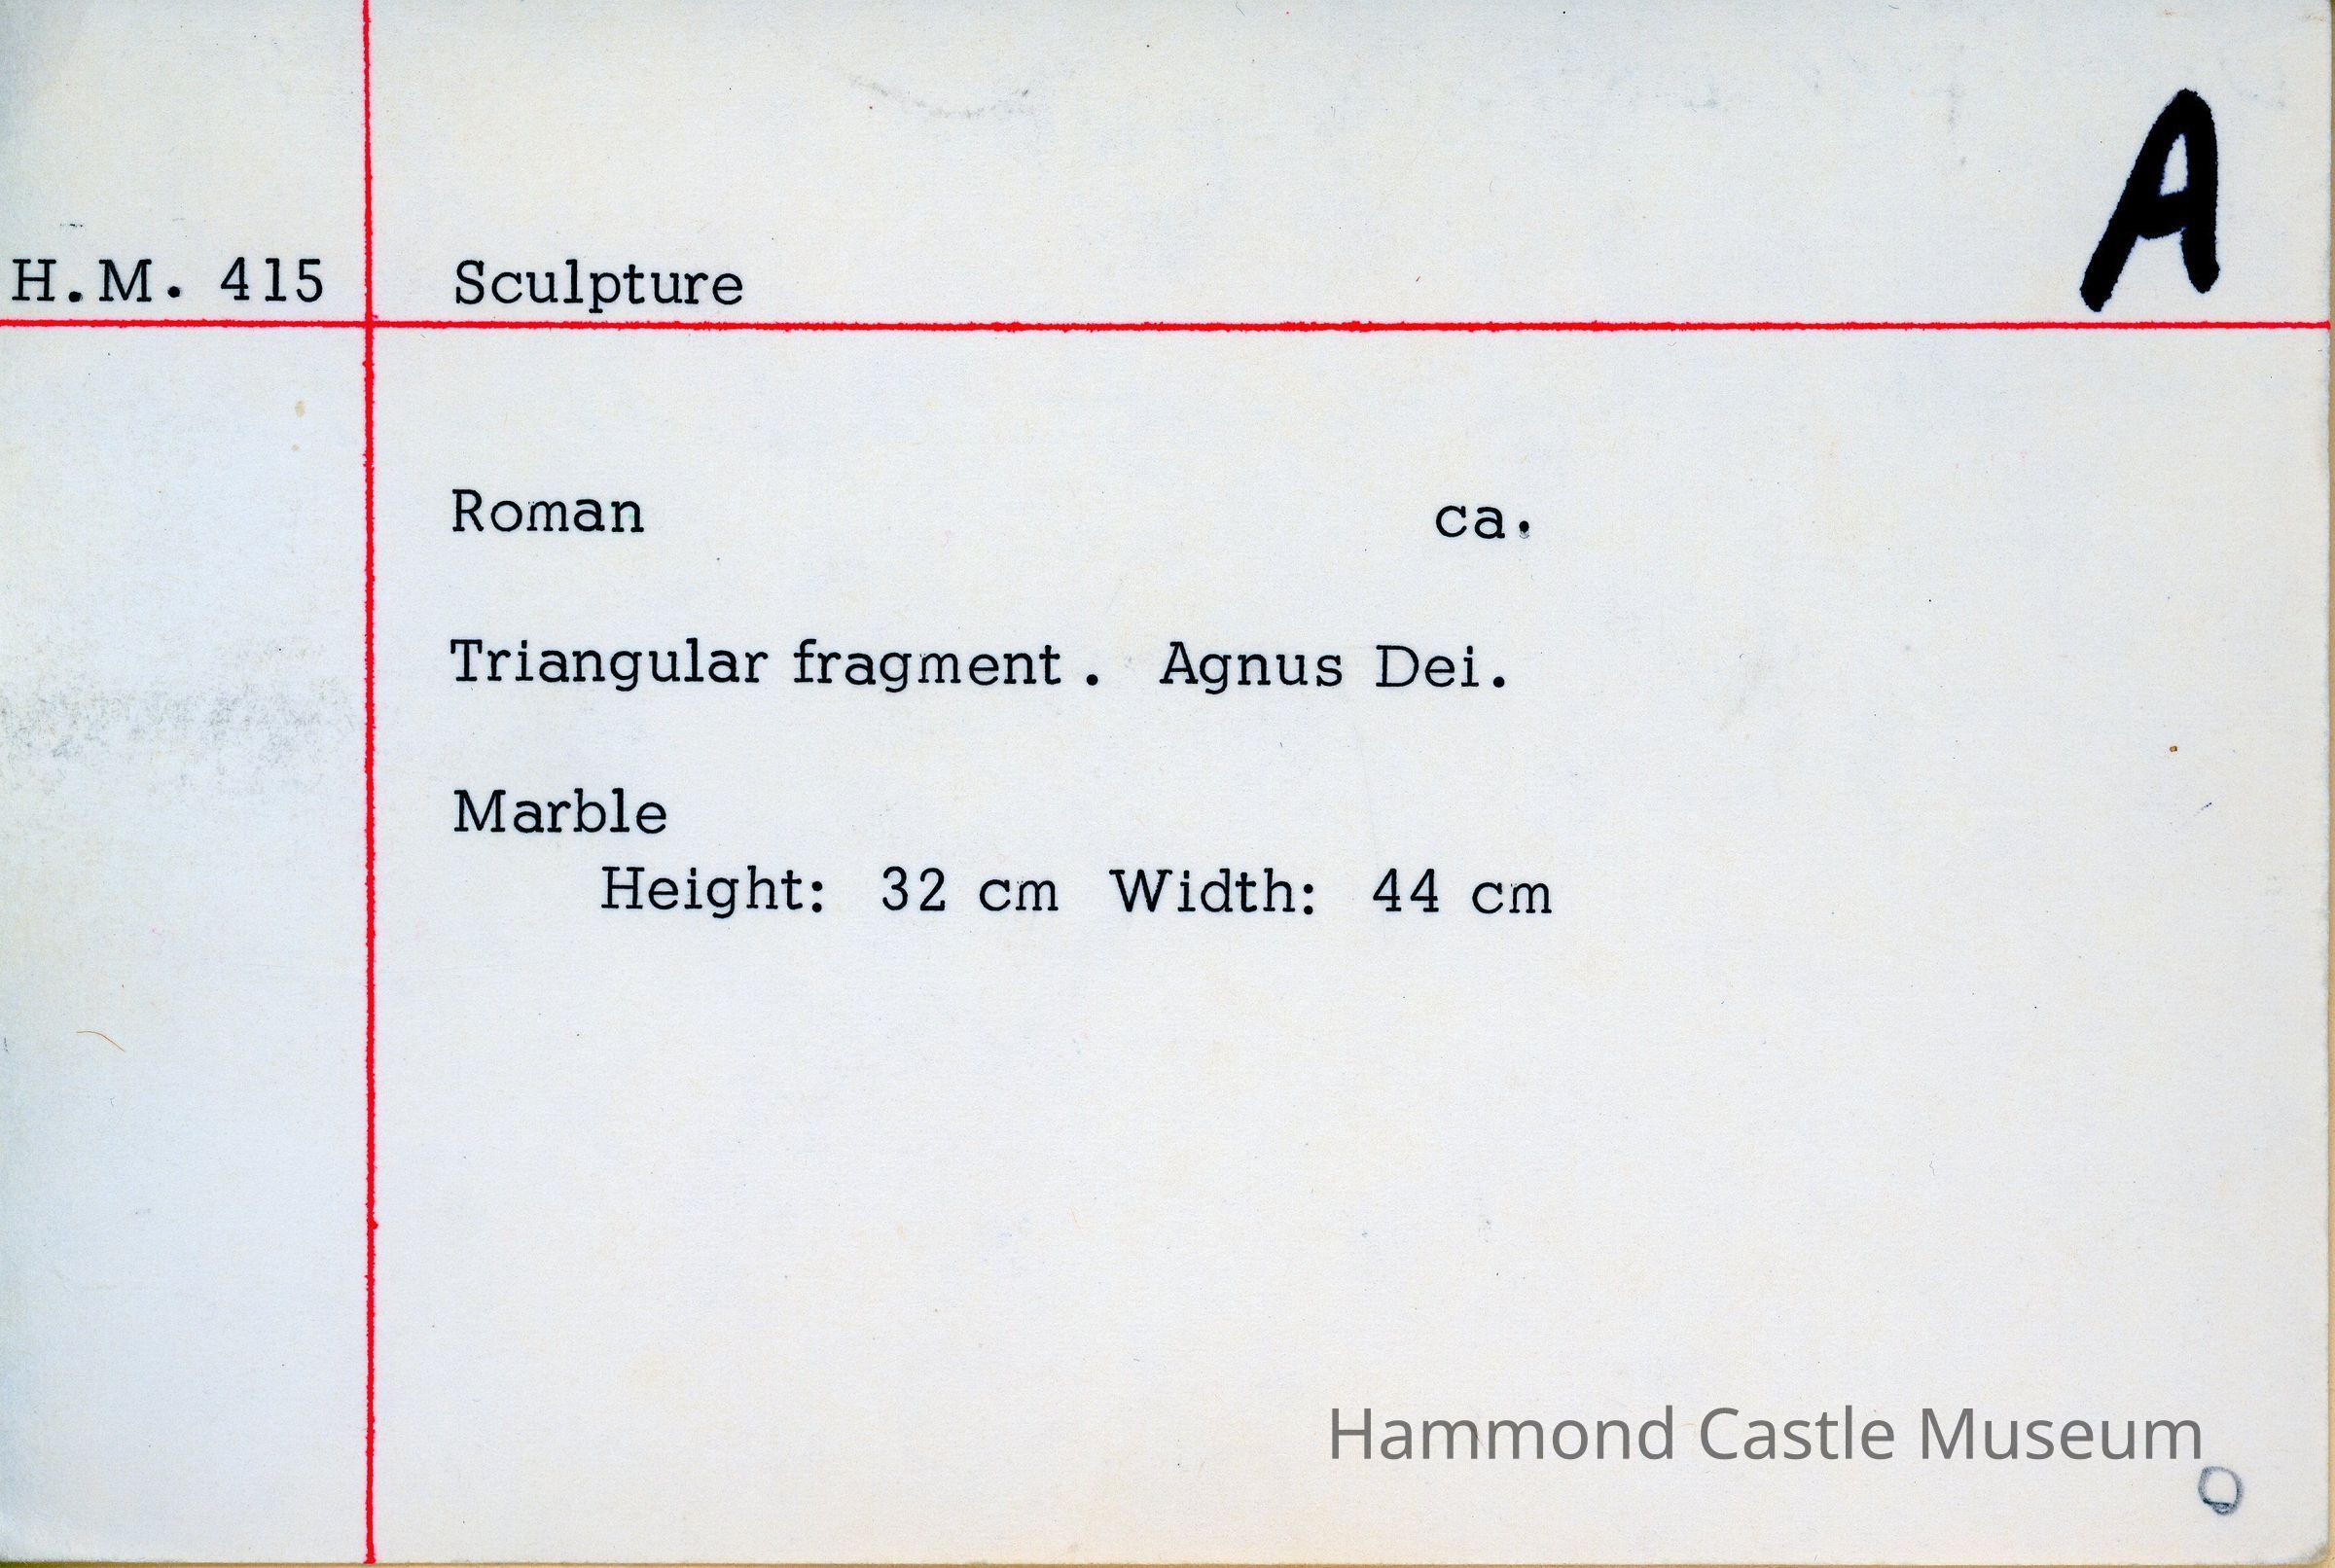 A
H.M. 415 Sculpture
Roman ca.
Triangular fragment. Agnus Dei.
Marble
Height: 32 cm Width: 44 cm
Hammond Castle Museum